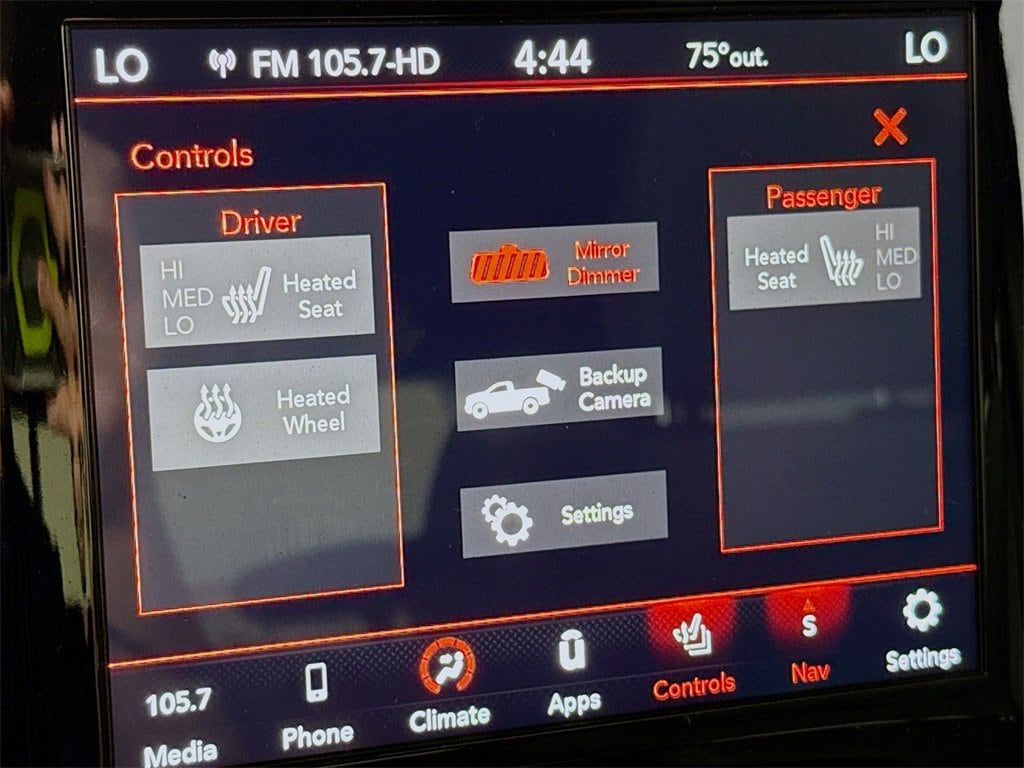 LO FM 105.7-HD 4:44 75°out. LO
Controls
Driver
HI
MED
LO
Heated
Seat
Heated
Wheel
Mirror
Dimmer
Backup
Camera
Settings
Passenger
Heated
Seat
HI
MED
LO
105.7
Media
Phone
Climate
Apps
Controls
S
Nav
Settings